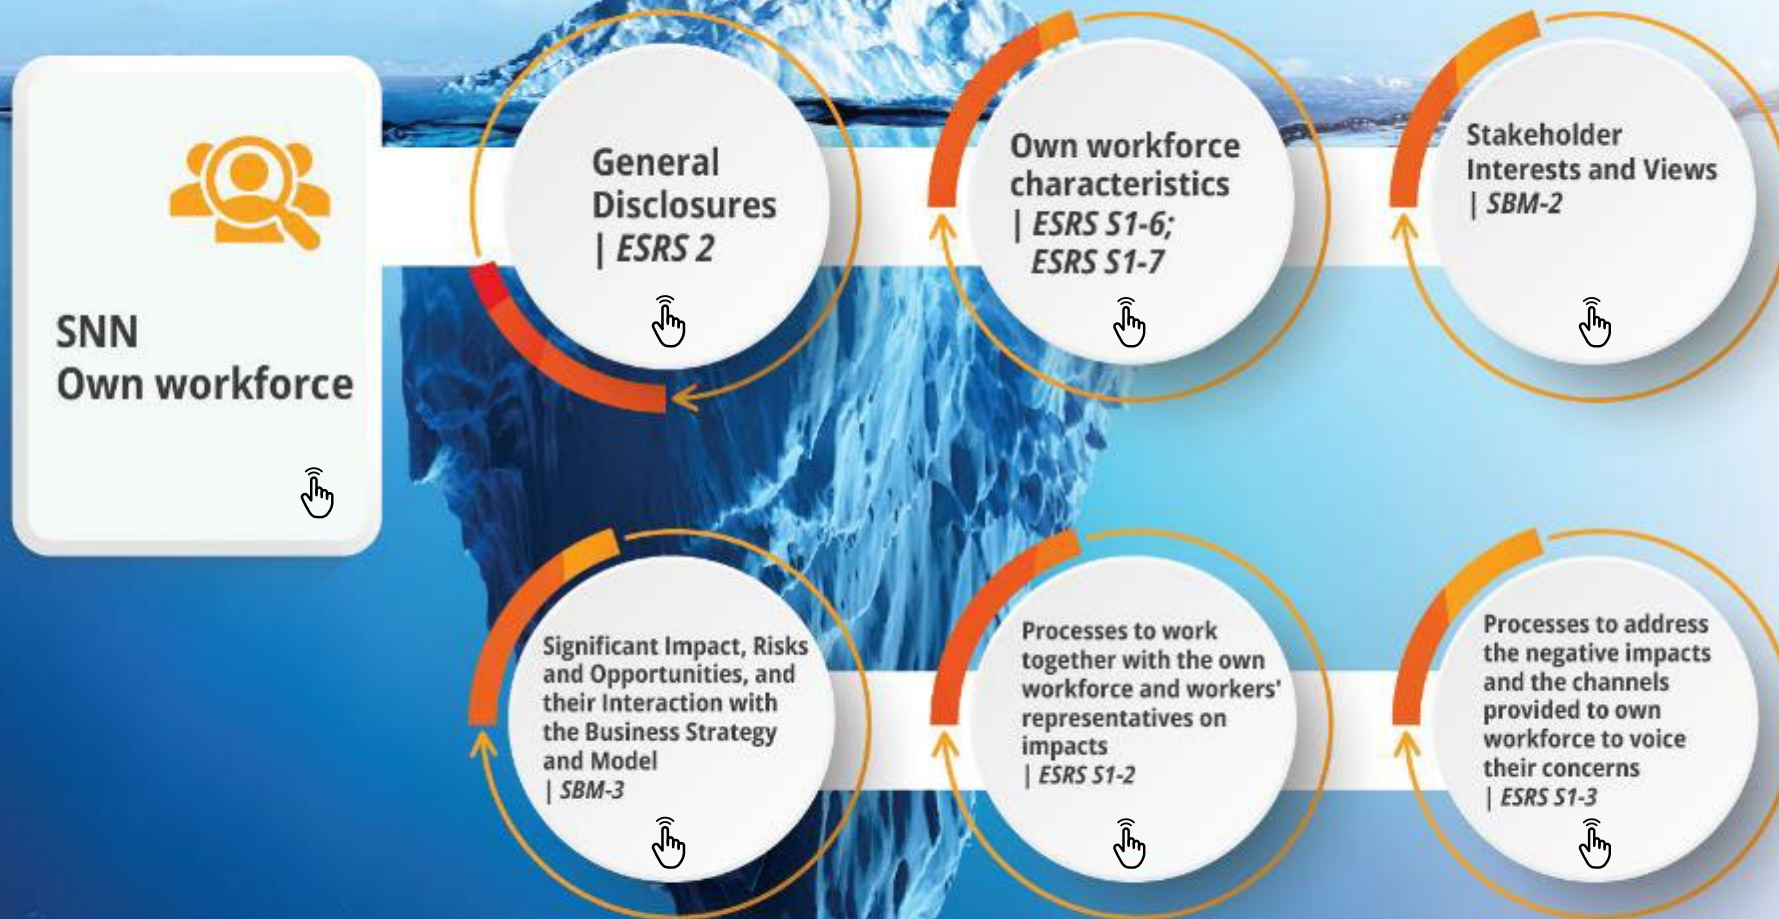 SNN
Own workforce
General
Disclosures
| ESRS 2
Own workforce
characteristics
| ESRS S1-6;
ESRS S1-7
Stakeholder
Interests and Views
| SBM-2
Significant Impact, Risks
and Opportunities, and
their Interaction with
the Business Strategy
and Model
| SBM-3
Processes to work
together with the own
workforce and workers'
representatives on
impacts
| ESRS S1-2
Processes to address
the negative impacts
and the channels
provided to own
workforce to voice
their concerns
| ESRS S1-3